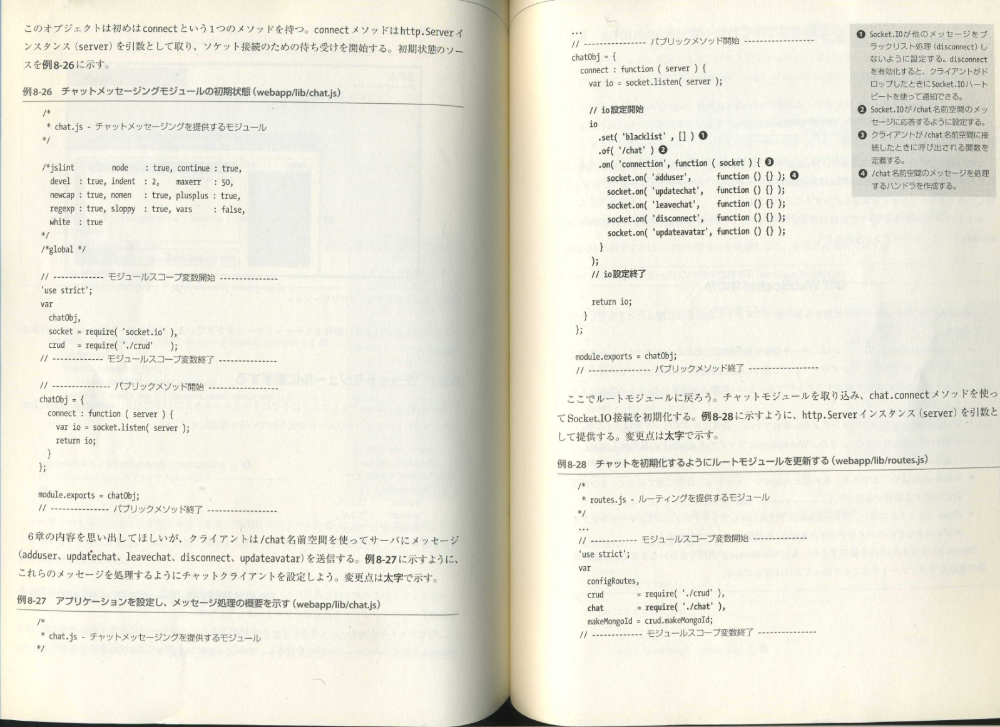 このオブジェクトは初めはconnectという1つのメソッドを持つ。connectメソッドはhttp.Serverイ
ンスタンス（server）を引数として取り、ソケット接続のための待ち受けを開始する。初期状態のソー
スを例8-26に示す。
例8-26　チャットメッセージングモジュールの初期状態（webapp/lib/chat.js）
/*
 * chat.js - チャットメッセージングを提供するモジュール
*/
/*jslint         node    : true, continue : true,
  devel  : true, indent  : 2,    maxerr   : 50,
  newcap : true, nomen   : true, plusplus : true,
  regexp : true, sloppy  : true, vars     : false,
  white  : true
*/
/*global */
// ------------- モジュールスコープ変数開始 ---------------
'use strict';
var
  chatObj,
  socket = require( 'socket.io' ),
  crud   = require( './crud'    );
// ------------- モジュールスコープ変数終了 ---------------
// --------------- パブリックメソッド開始 ------------------
chatObj = {
  connect : function ( server ) {
    var io = socket.listen( server );
    return io;
  }
};
module.exports = chatObj;
// --------------- パブリックメソッド終了 ------------------
6章の内容を思い出してほしいが、クライアントは/chat名前空間を使ってサーバにメッセージ
（adduser、updatechat、leavechat、disconnect、updateavatar）を送信する。例8-27に示すように、
これらのメッセージを処理するようにチャットクライアントを設定しよう。変更点は太字で示す。
例8-27　アプリケーションを設定し、メッセージ処理の概要を示す（webapp/lib/chat.js）
/*
 * chat.js - チャットメッセージングを提供するモジュール
*/
...
// ---------------- パブリックメソッド開始 ------------------
chatObj = {
  connect : function ( server ) {
    var io = socket.listen( server );
    // io設定開始
    io
      .set( 'blacklist' , [] ) ❶
      .of( '/chat' ) ❷
      .on( 'connection', function ( socket ) { ❸
        socket.on( 'adduser',      function () {} ); ❹
        socket.on( 'updatechat',   function () {} );
        socket.on( 'leavechat',    function () {} );
        socket.on( 'disconnect',   function () {} );
        socket.on( 'updateavatar', function () {} );
      }
    );
    // io設定終了
    return io;
  }
};
module.exports = chatObj;
// ---------------- パブリックメソッド終了 ------------------
❶ Socket.IOが他のメッセージをブ
ラックリスト処理（disconnect）し
ないように設定する。disconnect
を有効化すると、クライアントがド
ロップしたときにSocket.IOハート
ビートを使って通知できる。
❷ Socket.IOが/chat名前空間のメッ
セージに応答するように設定する。
❸ クライアントが/chat名前空間に接
続したときに呼び出される関数を
定義する。
❹ /chat名前空間のメッセージを処理
するハンドラを作成する。
ここでルートモジュールに戻ろう。チャットモジュールを取り込み、chat.connectメソッドを使っ
てSocket.IO接続を初期化する。例8-28に示すように、http.Serverインスタンス（server）を引数と
して提供する。変更点は太字で示す。
例8-28　チャットを初期化するようにルートモジュールを更新する（webapp/lib/routes.js）
/*
 * routes.js - ルーティングを提供するモジュール
*/
...
// ------------ モジュールスコープ変数開始 --------------
'use strict';
var
  configRoutes,
  crud        = require( './crud' ),
  chat        = require( './chat' ),
  makeMongoId = crud.makeMongoId;
// ------------- モジュールスコープ変数終了 ---------------